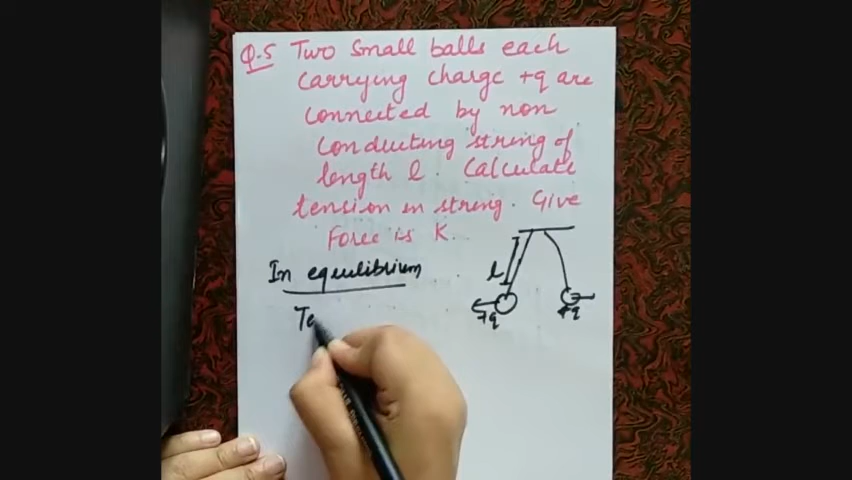 Q.5 Two small balls each
carrying charge +q are
connected by non
conducting string of
length l. Calculate
tension in string. Give
Force is K.
In equilibrium
l
+q
+q
Te